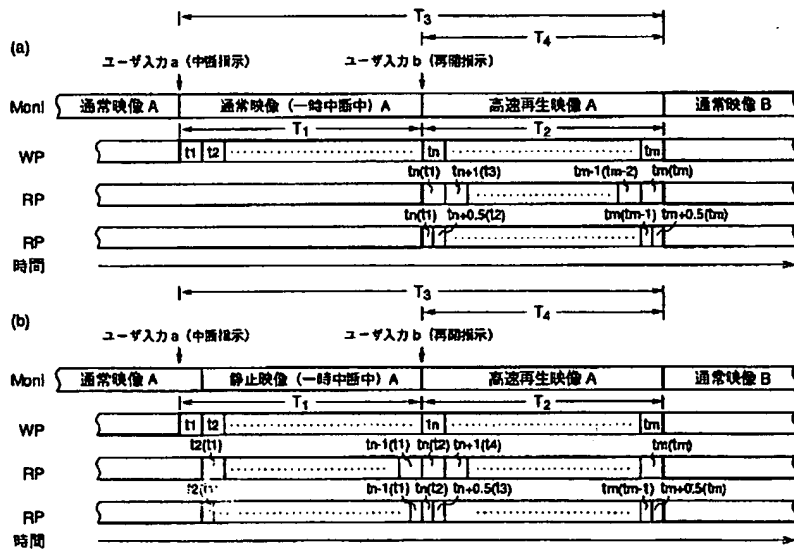 T3
T4
(a)
ユーザ入力 a (中断指示) ユーザ入力 b (再開指示)
Moni 通常映像 A 通常映像 (一時中断中) A 高速再生映像 A 通常映像 B
T1 T2
WP t1 t2 tn tm
tn(t1) tn+1(t3) tm-1(tm-2) tm(tm)
RP
tn(t1) tn+0.5(t2) tm(tm-1) tm+0.5(tm)
RP
時間
T3
T4
(b)
ユーザ入力 a (中断指示) ユーザ入力 b (再開指示)
Moni 通常映像 A 静止映像 (一時中断中) A 高速再生映像 A 通常映像 B
T1 T2
WP t1 t2 tn tm
t2(t1) tn-1(t1) tn(t2) tn+1(t4) tm(tm)
RP
t2(t1) tn-1(t1) tn(t2) tn+0.5(t3) tm(tm-1) tm+0.5(tm)
RP
時間